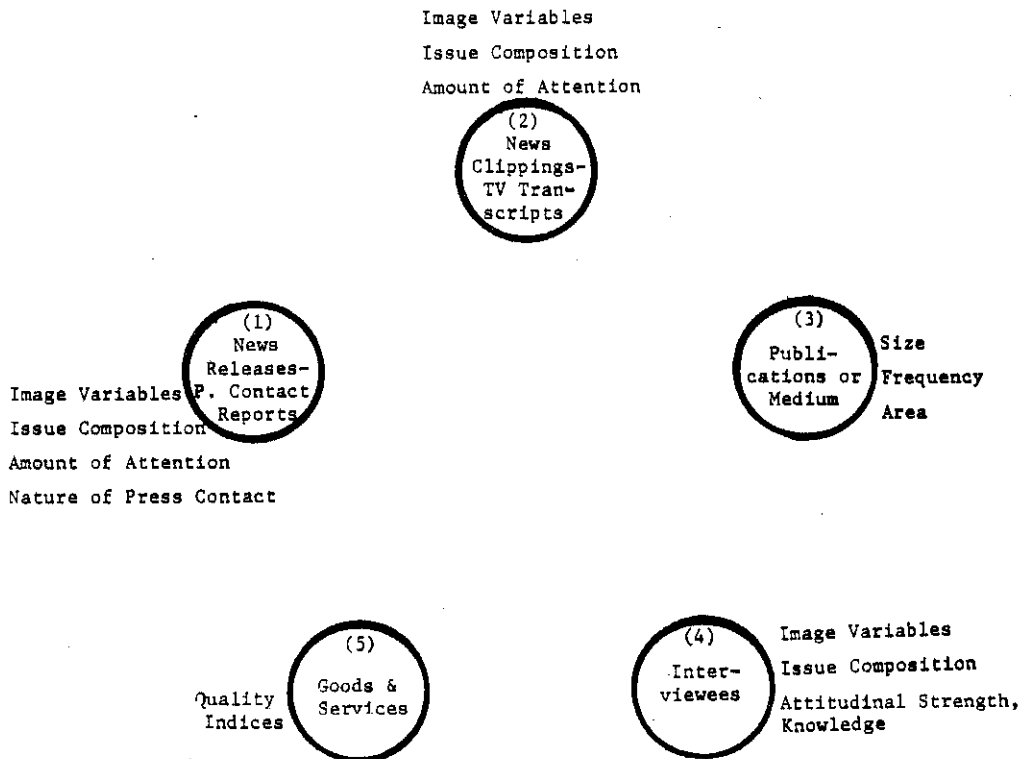 Image Variables
Issue Composition
Amount of Attention
(2)
News
Clippings-
TV Tran-
scripts
(1)
News
Releases-
P. Contact
Reports
Image Variables
Issue Composition
Amount of Attention
Nature of Press Contact
(3)
Publi-
cations or
Medium
Size
Frequency
Area
(5)
Goods &
Services
Quality
Indices
(4)
Inter-
viewees
Image Variables
Issue Composition
Attitudinal Strength,
Knowledge